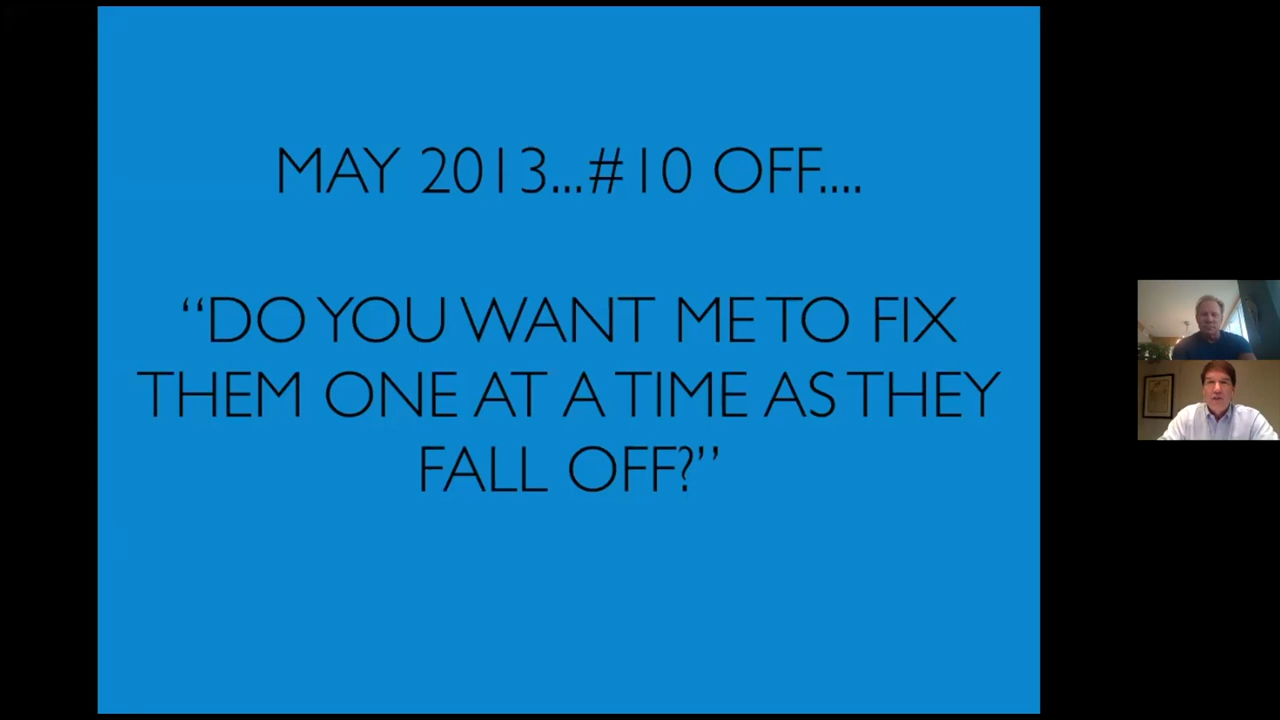 MAY 2013...#10 OFF....
“DO YOU WANT ME TO FIX
THEM ONE AT A TIME AS THEY
FALL OFF?”